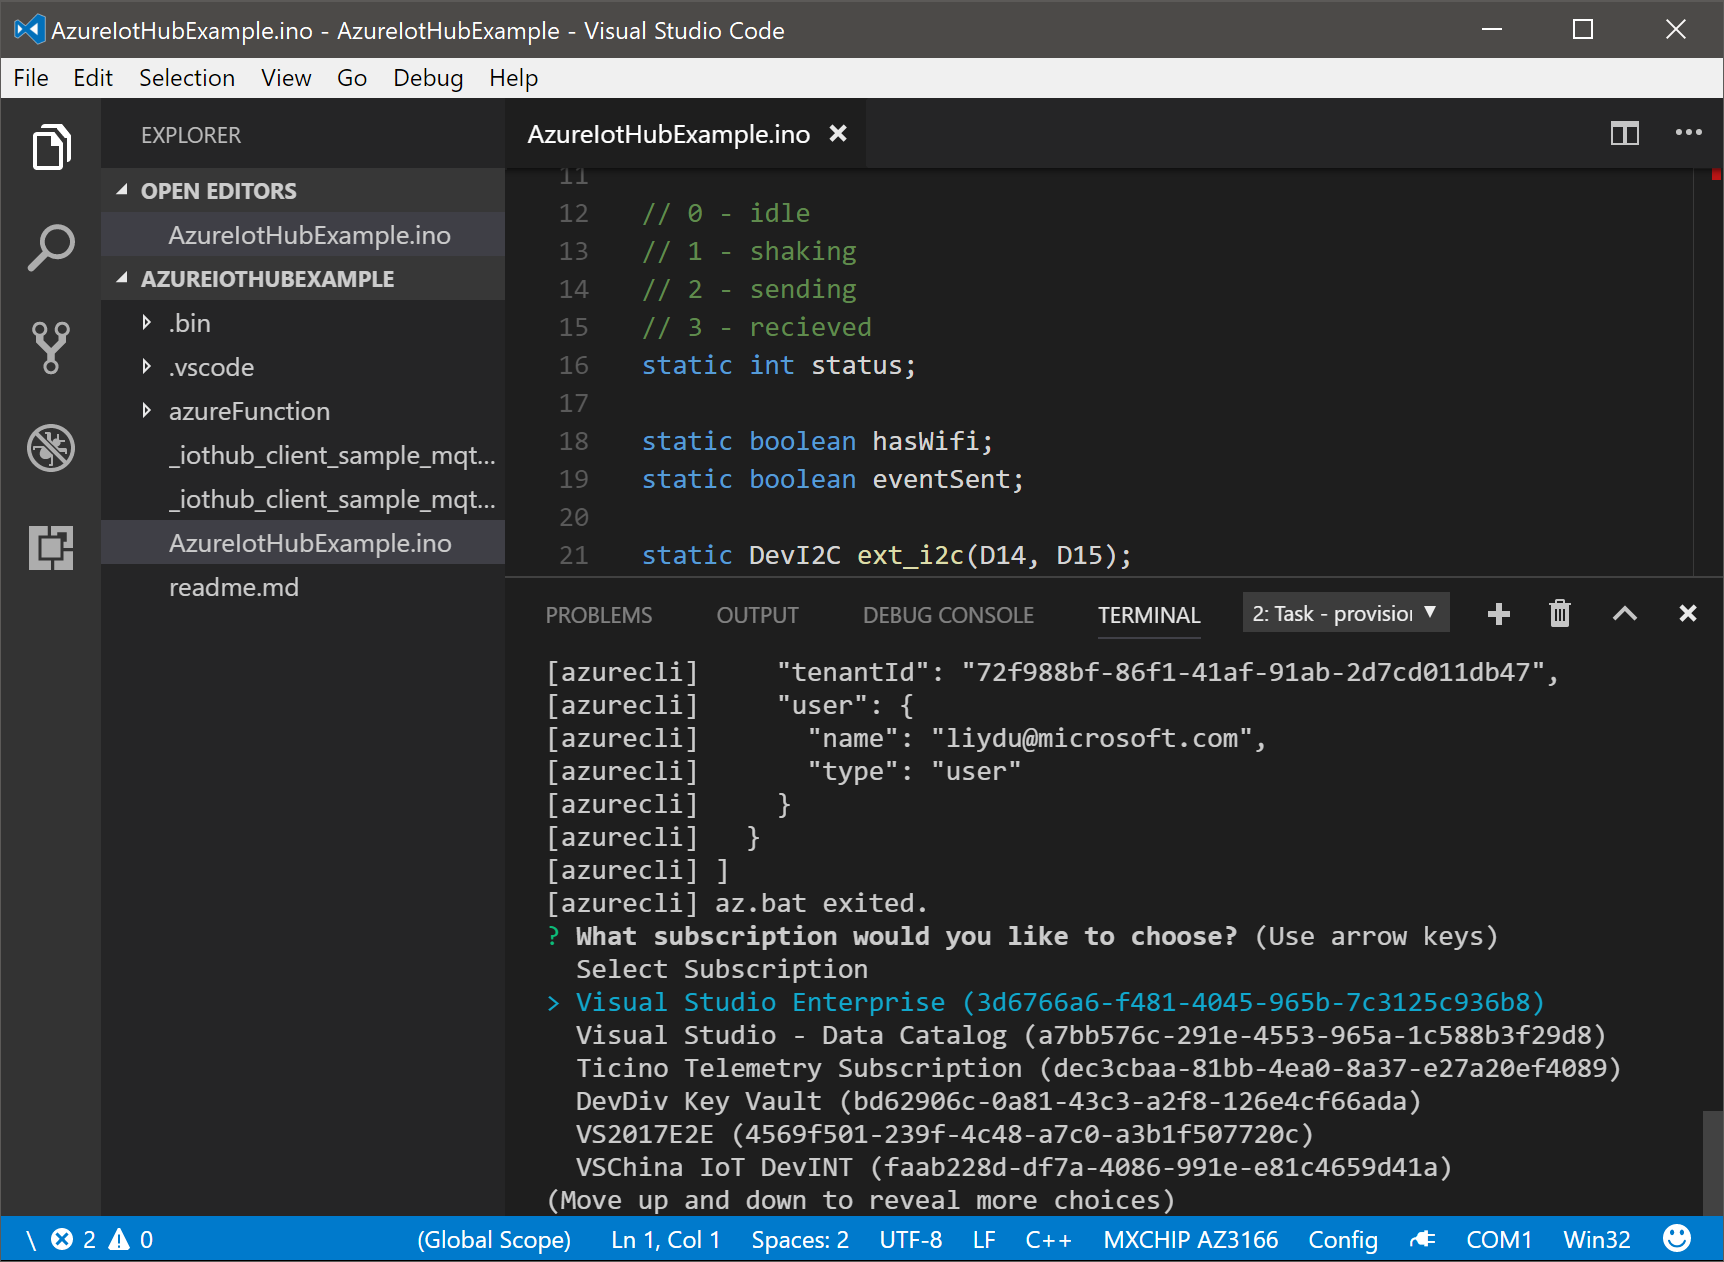 AzureIotHubExample.ino - AzureIotHubExample - Visual Studio Code
File Edit Selection View Go Debug Help
EXPLORER
OPEN EDITORS
AzureIotHubExample.ino
AZUREIOTHUBEXAMPLE
.bin
.vscode
azureFunction
_iothub_client_sample_mqt...
_iothub_client_sample_mqt...
AzureIotHubExample.ino
readme.md
AzureIotHubExample.ino
11
12 // 0 - idle
13 // 1 - shaking
14 // 2 - sending
15 // 3 - recieved
16 static int status;
17
18 static boolean hasWifi;
19 static boolean eventSent;
20
21 static DevI2C ext_i2c(D14, D15);
PROBLEMS OUTPUT DEBUG CONSOLE TERMINAL 2: Task - provision
[azurecli] "tenantId": "72f988bf-86f1-41af-91ab-2d7cd011db47",
[azurecli] "user": {
[azurecli] "name": "liydu@microsoft.com",
[azurecli] "type": "user"
[azurecli] }
[azurecli] }
[azurecli] ]
[azurecli] az.bat exited.
? What subscription would you like to choose? (Use arrow keys)
Select Subscription
> Visual Studio Enterprise (3d6766a6-f481-4045-965b-7c3125c936b8)
Visual Studio - Data Catalog (a7bb576c-291e-4553-965a-1c588b3f29d8)
Ticino Telemetry Subscription (dec3cbaa-81bb-4ea0-8a37-e27a20ef4089)
DevDiv Key Vault (bd62906c-0a81-43c3-a2f8-126e4cf66ada)
VS2017E2E (4569f501-239f-4c48-a7c0-a3b1f507720c)
VSChina IoT DevINT (faab228d-df7a-4086-991e-e81c4659d41a)
(Move up and down to reveal more choices)
\ 2 0 (Global Scope) Ln 1, Col 1 Spaces: 2 UTF-8 LF C++ MXCHIP AZ3166 Config COM1 Win32